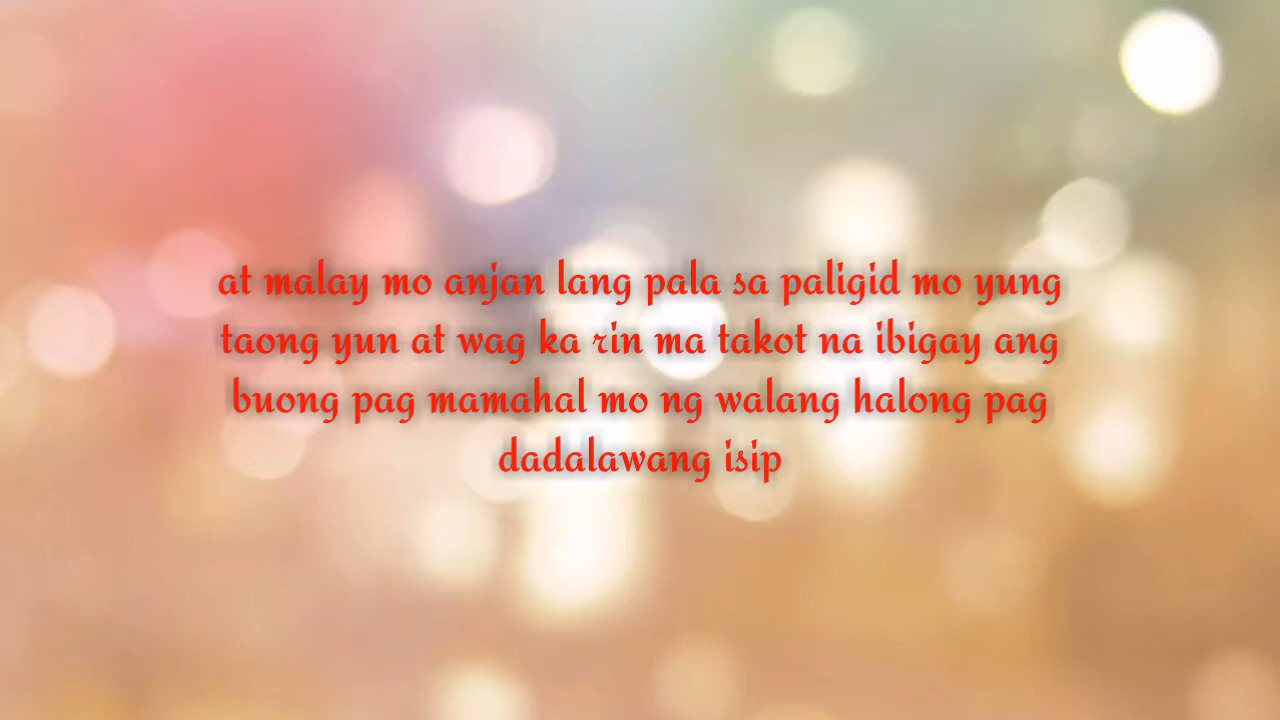 at malay mo anjan lang pala sa paligid mo yung
taong yun at wag ka rin ma takot na ibigay ang
buong pag mamahal mo ng walang halong pag
dadalawang isip